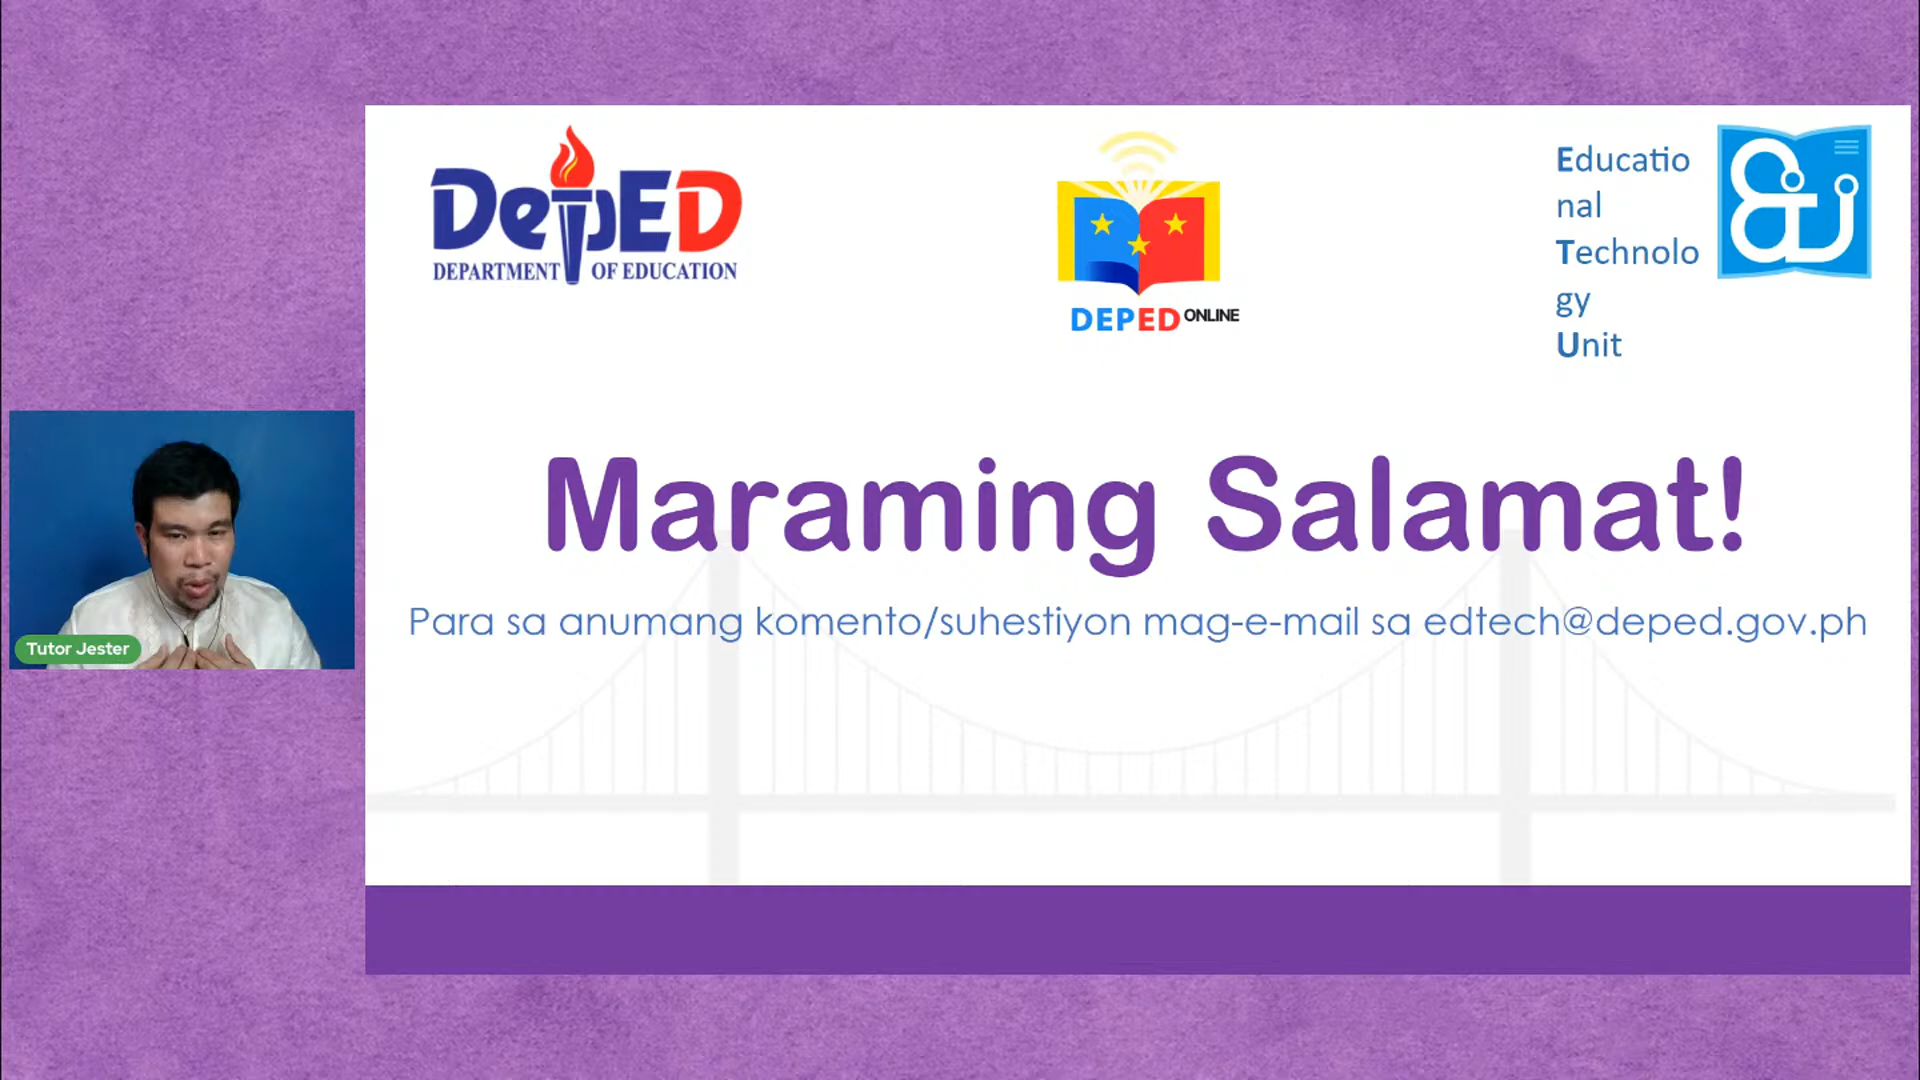 DepED
DEPARTMENT OF EDUCATION
DEPED ONLINE
Educatio
nal
Technolo
gy
Unit
Maraming Salamat!
Para sa anumang komento/suhestiyon mag-e-mail sa edtech@deped.gov.ph
Tutor Jester